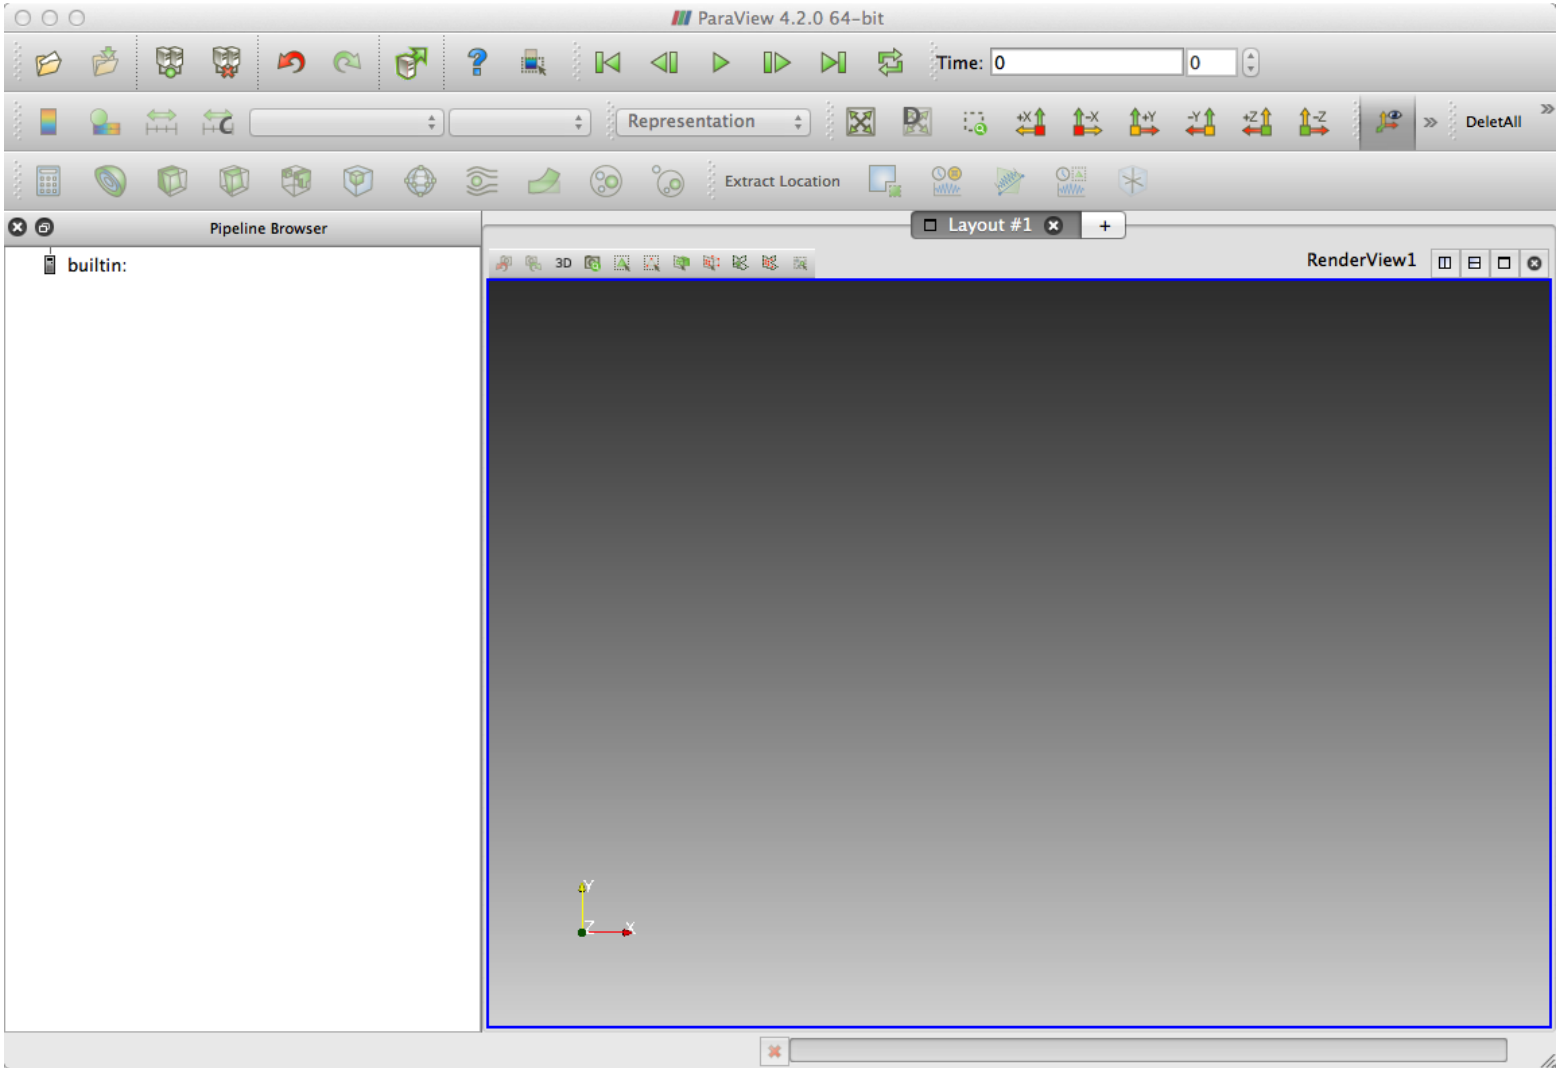 ParaView 4.2.0 64-bit
? Time: 0 0
C Representation D +X -X +Y -Y +Z -Z DeletAll
Extract Location
Pipeline Browser Layout #1 +
builtin: 3D RenderView1
Y
Z X